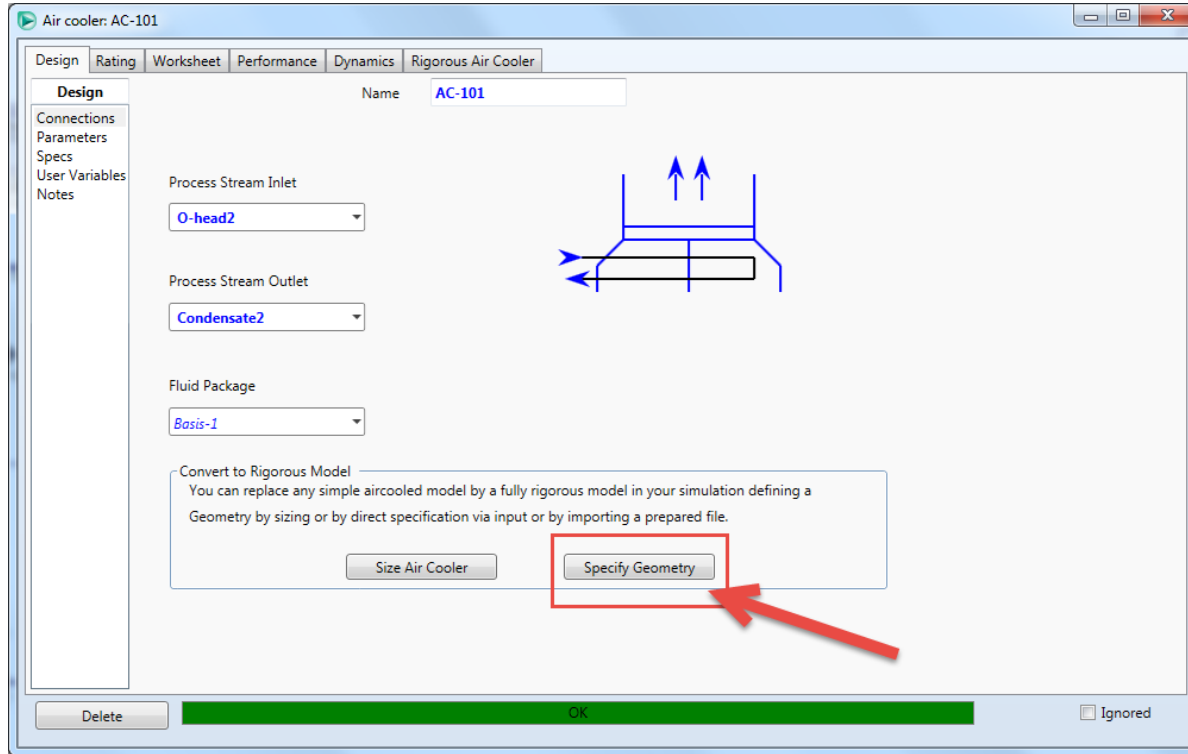 Air cooler: AC-101
Design Rating Worksheet Performance Dynamics Rigorous Air Cooler
Design
Connections
Parameters
Specs
User Variables
Notes
Name AC-101
Process Stream Inlet
O-head2
Process Stream Outlet
Condensate2
Fluid Package
Basis-1
Convert to Rigorous Model
You can replace any simple aircooled model by a fully rigorous model in your simulation defining a
Geometry by sizing or by direct specification via input or by importing a prepared file.
Size Air Cooler Specify Geometry
Delete OK Ignored